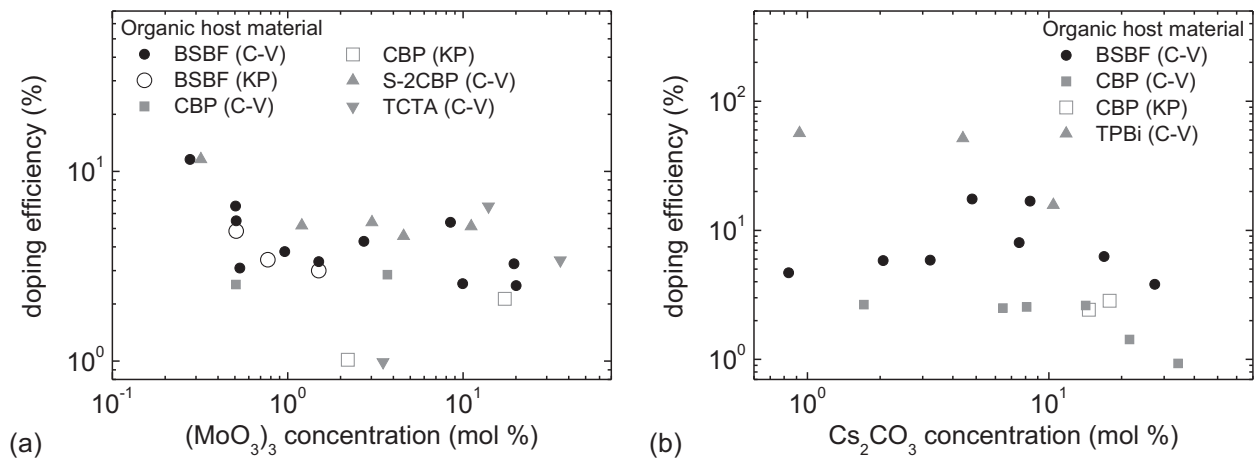 Organic host material
BSBF (C-V)
BSBF (KP)
CBP (C-V)
CBP (KP)
S-2CBP (C-V)
TCTA (C-V)
10¹
10⁰
doping efficiency (%)
10⁻¹
10⁰
10¹
(a)
(MoO₃)₃ concentration (mol %)
Organic host material
BSBF (C-V)
CBP (C-V)
CBP (KP)
TPBi (C-V)
10³
10²
10¹
10⁰
doping efficiency (%)
10⁰
10¹
(b)
Cs₂CO₃ concentration (mol %)